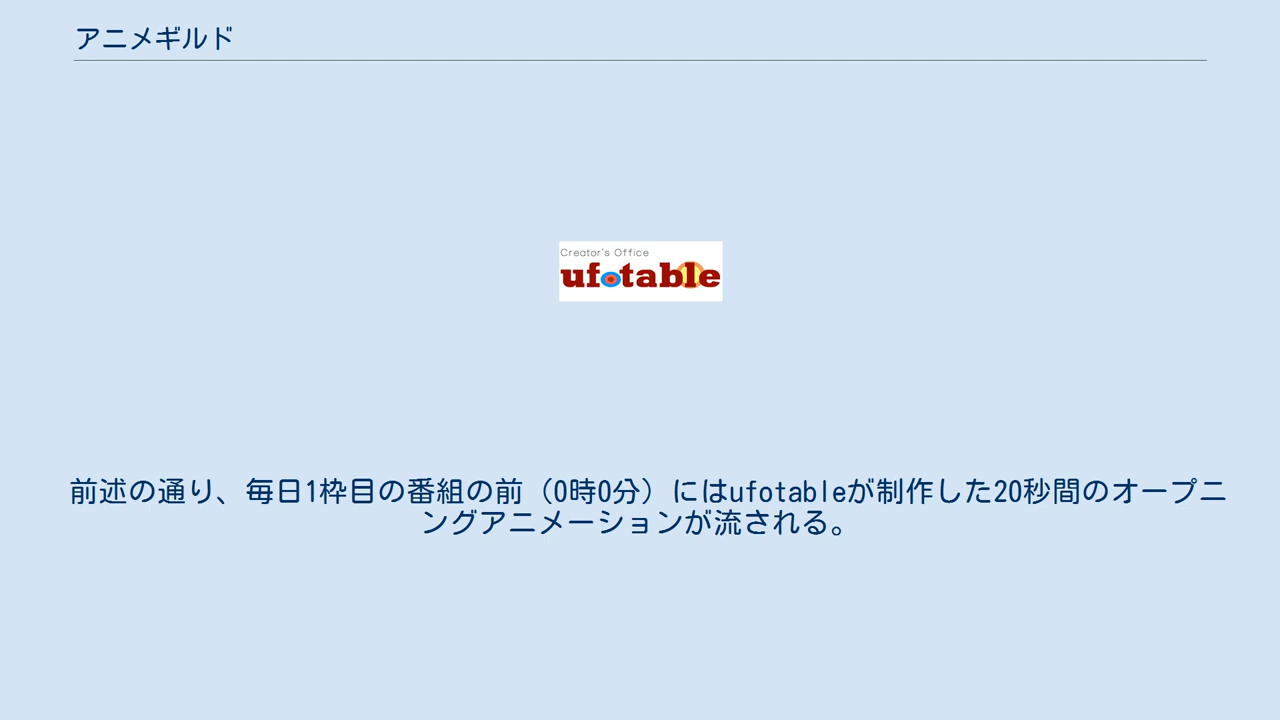 アニメギルド
Creator's Office
ufotable
前述の通り、毎日1枠目の番組の前（0時0分）にはufotableが制作した20秒間のオープニ
ングアニメーションが流される。